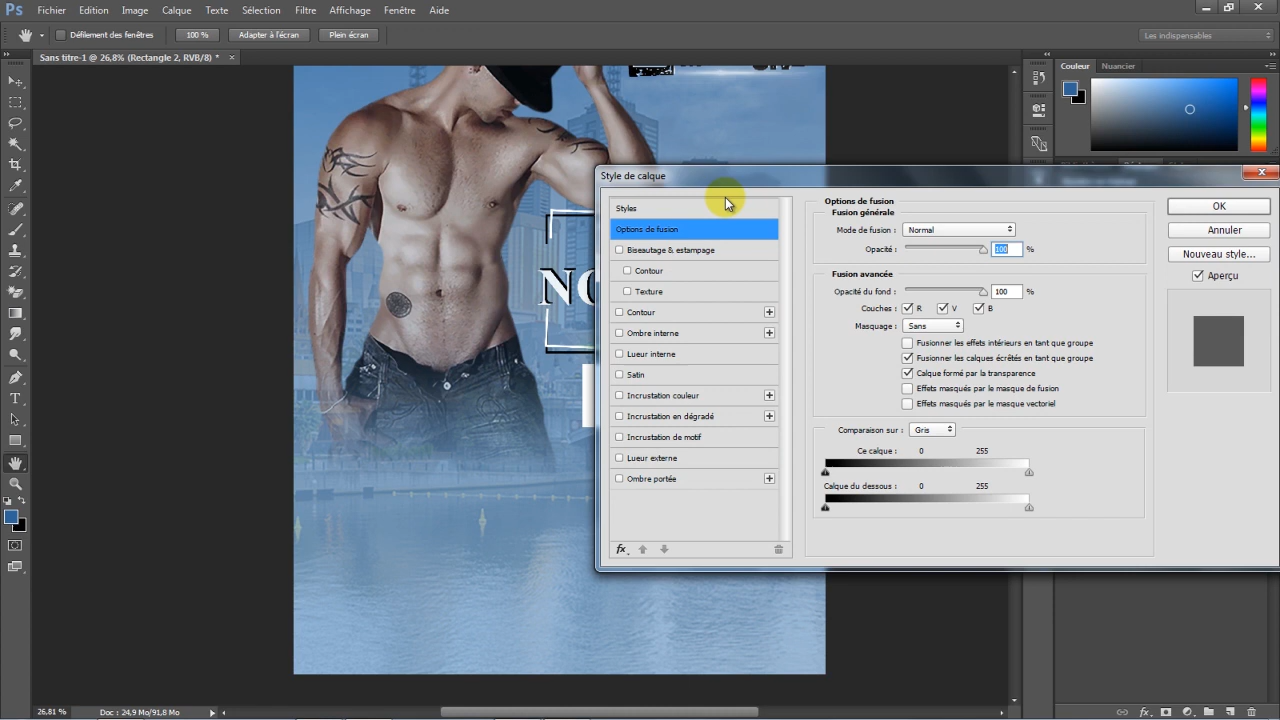 Ps Fichier Edition Image Calque Texte Sélection Filtre Affichage Fenêtre Aide
Défilement des fenêtres 100 % Adapter à l'écran Plein écran Les indispensables
Sans titre-1 @ 26,8% (Rectangle 2, RVB/8) * ×
Couleur Nuancier
Style de calque
Styles
Options de fusion
Biseautage & estampage
Contour
Texture
Contour
Ombre interne
Lueur interne
Satin
Incrustation couleur
Incrustation en dégradé
Incrustation de motif
Lueur externe
Ombre portée
fx
Options de fusion
Fusion générale
Mode de fusion : Normal
Opacité : 100 %
Fusion avancée
Opacité du fond : 100 %
Couches : R V B
Masquage : Sans
Fusionner les effets intérieurs en tant que groupe
Fusionner les calques écrêtés en tant que groupe
Calque formé par la transparence
Effets masqués par le masque de fusion
Effets masqués par le masque vectoriel
Comparaison sur : Gris
Ce calque : 0 255
Calque du dessous : 0 255
OK
Annuler
Nouveau style...
Aperçu
NO
26,81 % Doc : 24,9 Mo/91,8 Mo
fx